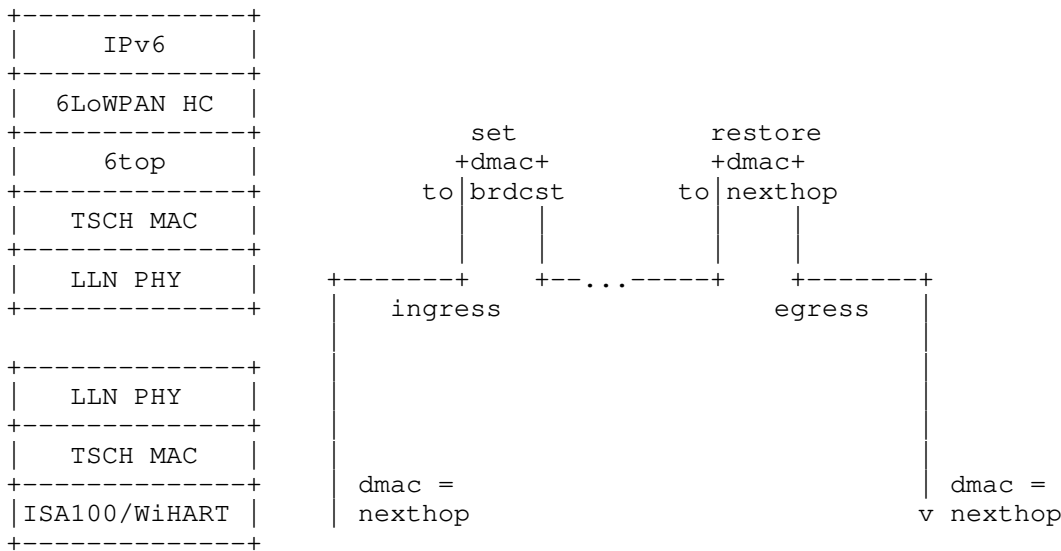 +--------------+
|     IPv6     |
+--------------+
|  6LoWPAN HC  |
+--------------+             set              restore
|     6top     |            +dmac+            +dmac+
+--------------+          to|brdcst         to|nexthop
|   TSCH MAC   |            |    |            |    |
+--------------+            |    |            |    |
|   LLN PHY    |    +-------+    +--...-----+    +-------+
+--------------+    |   ingress                 egress   |
                    |                                    |
+--------------+    |                                    |
|   LLN PHY    |    |                                    |
+--------------+    |                                    |
|   TSCH MAC   |    |                                    |
+--------------+    | dmac =                             | dmac =
|ISA100/WiHART |    | nexthop                            v nexthop
+--------------+